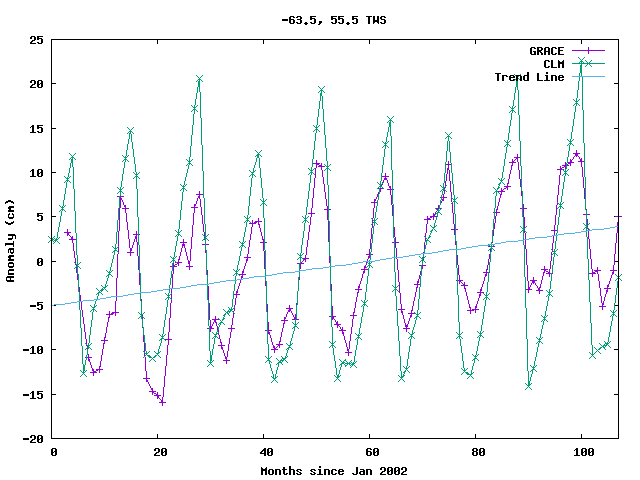 -63.5, 55.5 TWS
GRACE
CLM
Trend Line
25
20
15
10
5
0
-5
-10
-15
-20
Anomaly (cm)
0 20 40 60 80 100
Months since Jan 2002